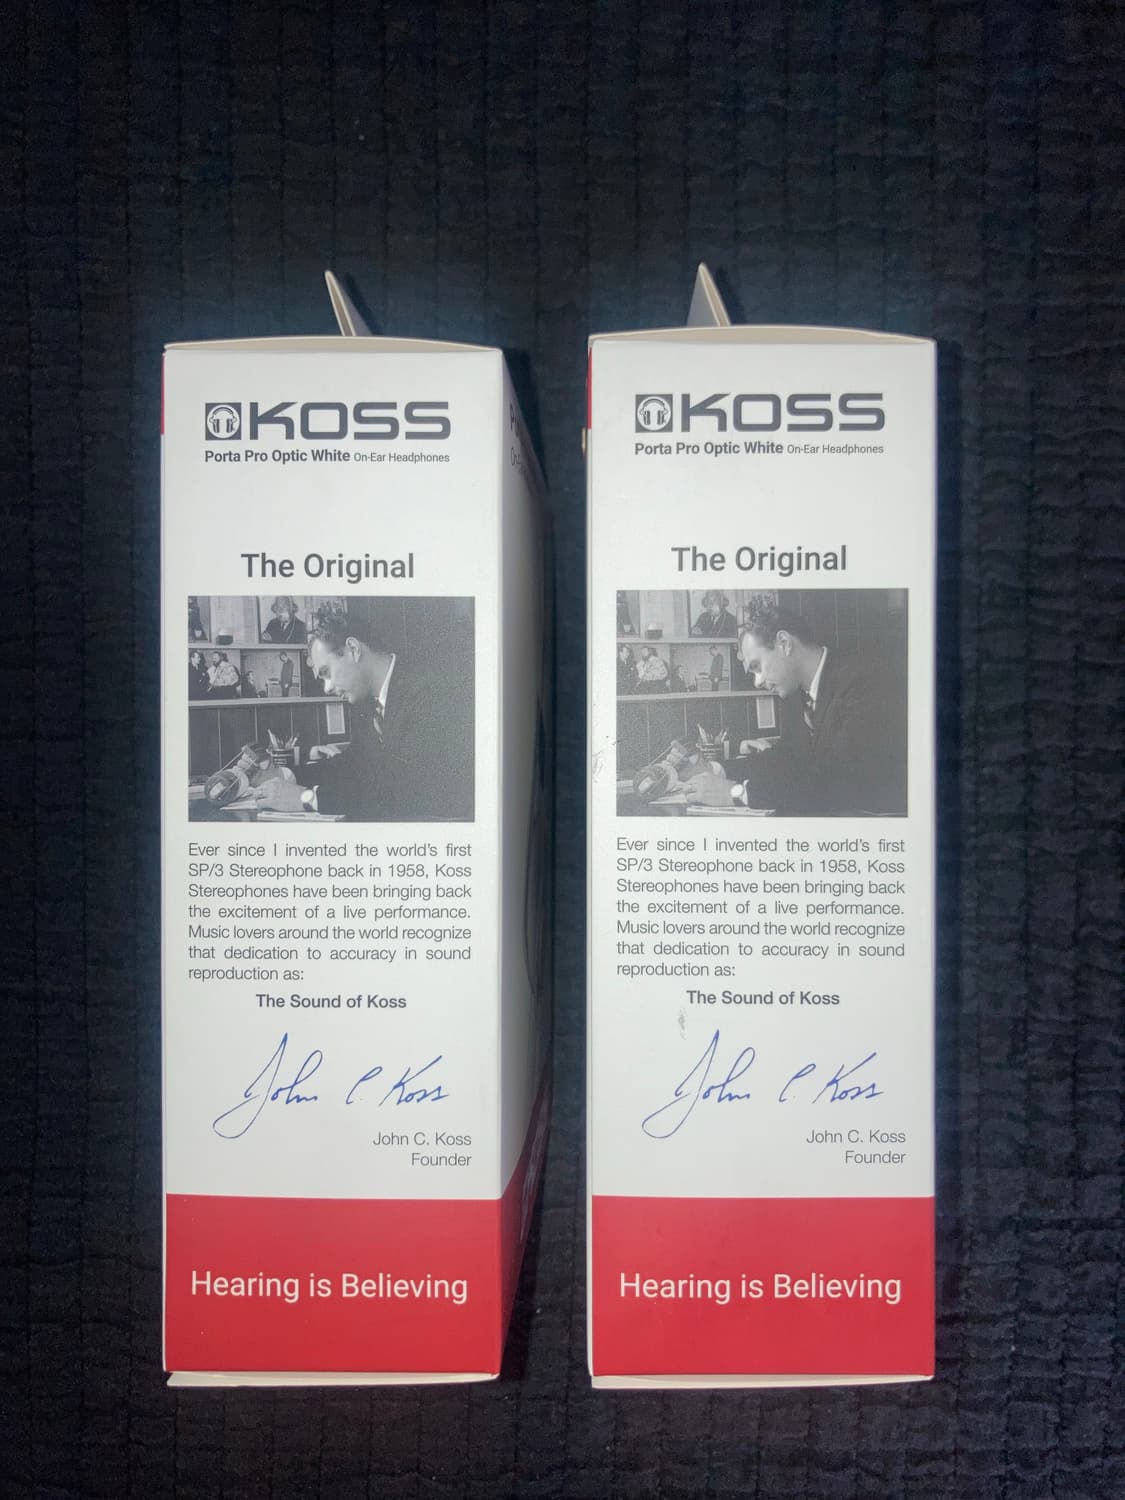 KOSS
Porta Pro Optic White On-Ear Headphones
The Original
Ever since I invented the world's first
SP/3 Stereophone back in 1958, Koss
Stereophones have been bringing back
the excitement of a live performance.
Music lovers around the world recognize
that dedication to accuracy in sound
reproduction as:
The Sound of Koss
John C. Koss
John C. Koss
Founder
Hearing is Believing
KOSS
Porta Pro Optic White On-Ear Headphones
The Original
Ever since I invented the world's first
SP/3 Stereophone back in 1958, Koss
Stereophones have been bringing back
the excitement of a live performance.
Music lovers around the world recognize
that dedication to accuracy in sound
reproduction as:
The Sound of Koss
John C. Koss
John C. Koss
Founder
Hearing is Believing